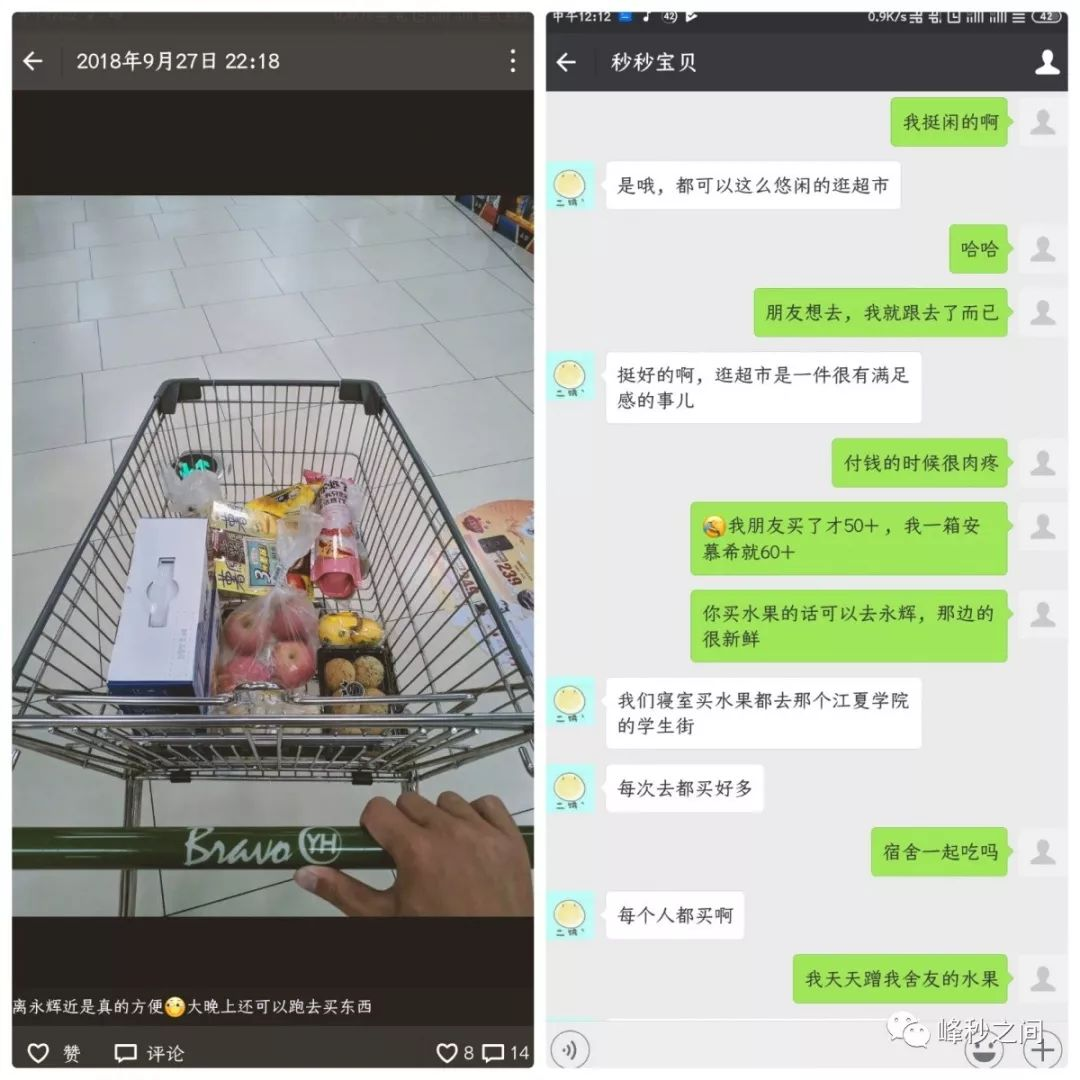 2018年9月27日 22:18
Bravo YH
239
离永辉近是真的方便大晚上还可以跑去买东西
赞
评论
8
14
中午12:12
42
0.9K/s
42
秒秒宝贝
我挺闲的啊
是哦，都可以这么悠闲的逛超市
哈哈
朋友想去，我就跟去了而已
挺好的啊，逛超市是一件很有满足
感的事儿
付钱的时候很肉疼
我朋友买了才50＋，我一箱安
慕希就60＋
你买水果的话可以去永辉，那边的
很新鲜
我们寝室买水果都去那个江夏学院
的学生街
每次去都买好多
宿舍一起吃吗
每个人都买啊
我天天蹭我舍友的水果
峰秒之间